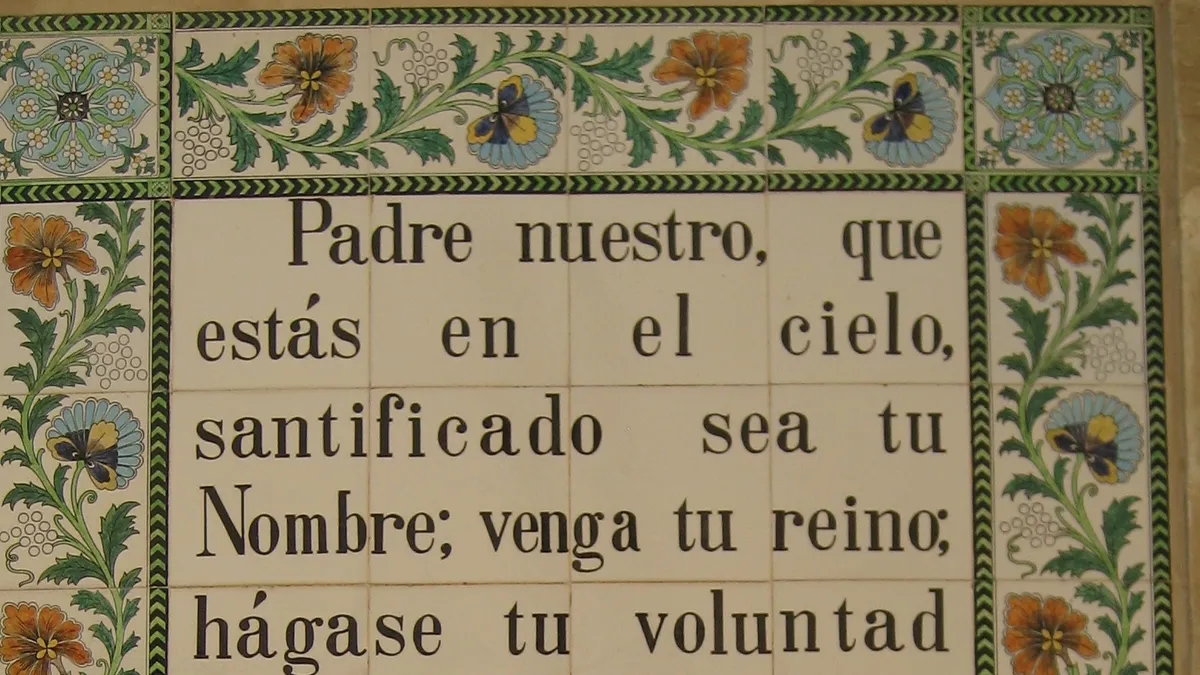 Padre nuestro, que
estás en el cielo,
santificado sea tu
Nombre; venga tu reino;
hágase tu voluntad